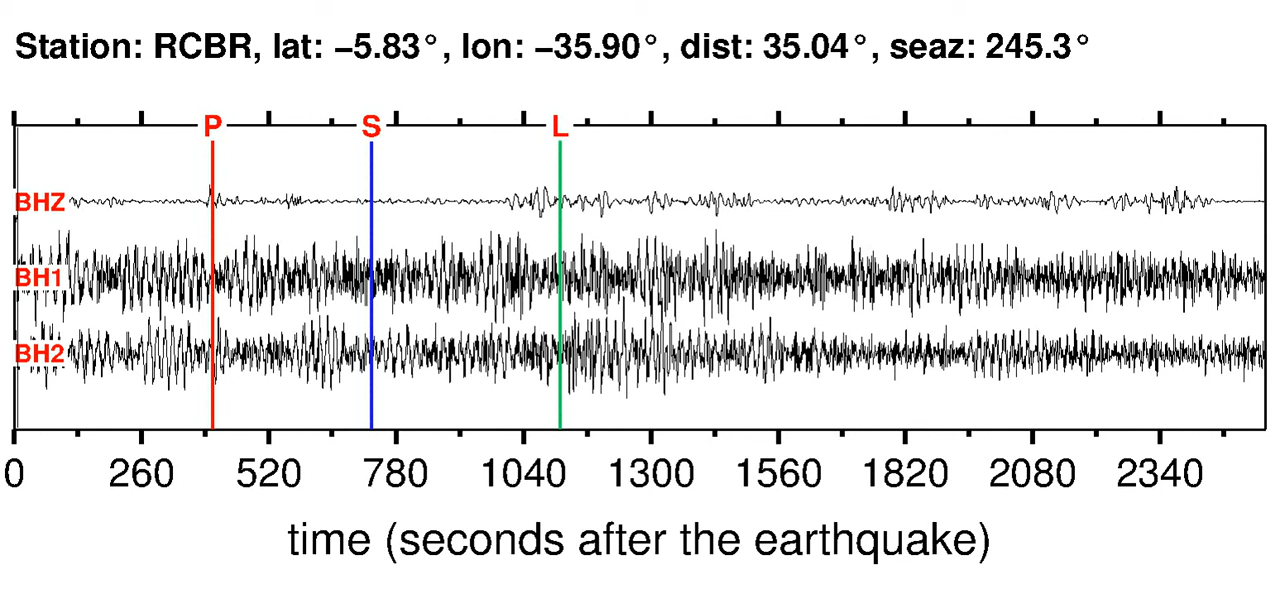 Station: RCBR, lat: −5.83°, lon: −35.90°, dist: 35.04°, seaz: 245.3°
P S L
BHZ
BH1
BH2
0 260 520 780 1040 1300 1560 1820 2080 2340
time (seconds after the earthquake)